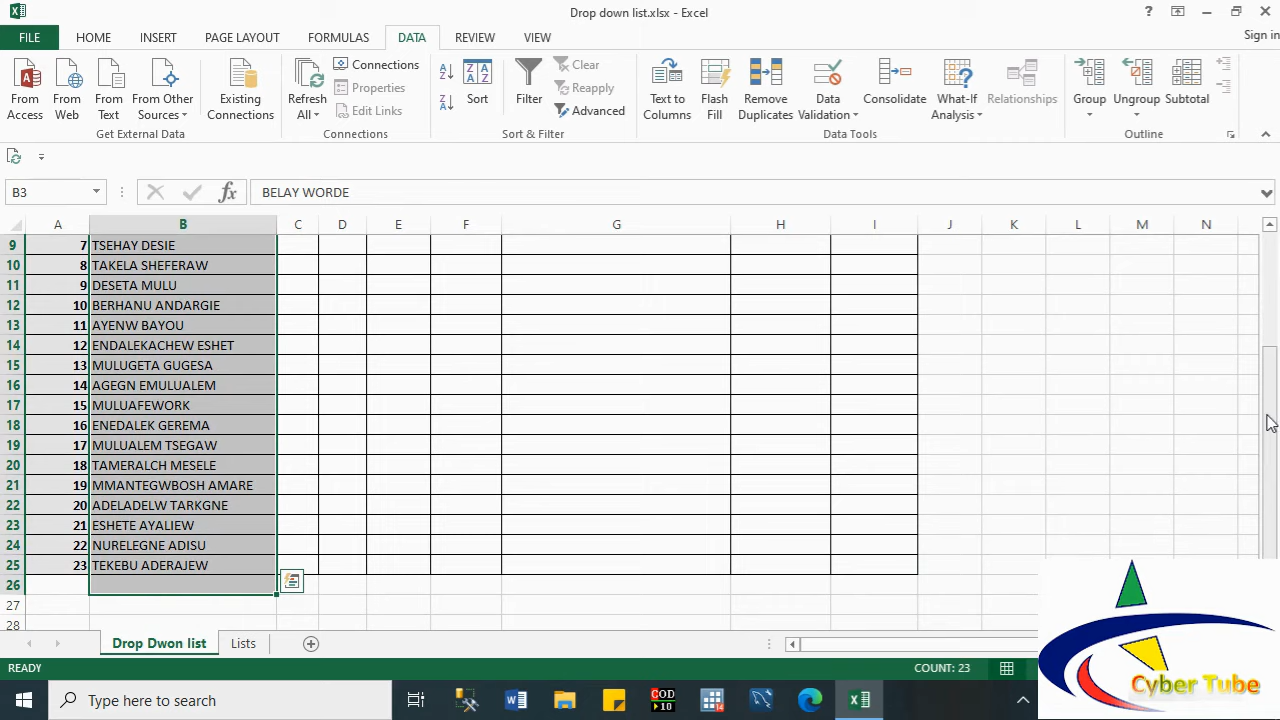 Drop down list.xlsx - Excel
?
FILE HOME INSERT PAGE LAYOUT FORMULAS DATA REVIEW VIEW Sign in
From Access
From Web
From Text
From Other Sources
Existing Connections
Get External Data
Refresh All
Connections
Properties
Edit Links
Connections
A Z
Z A
Z A A Z
Sort
Filter
Clear
Reapply
Advanced
Sort & Filter
Text to Columns
Flash Fill
Remove Duplicates
Data Validation
Consolidate
What-If Analysis
Relationships
Data Tools
Group
Ungroup
Subtotal
Outline
B3 fx BELAY WORDE
A B C D E F G H I J K L M N
9 7 TSEHAY DESIE
10 8 TAKELA SHEFERAW
11 9 DESETA MULU
12 10 BERHANU ANDARGIE
13 11 AYENW BAYOU
14 12 ENDALEKACHEW ESHET
15 13 MULUGETA GUGESA
16 14 AGEGN EMULUALEM
17 15 MULUAFEWORK
18 16 ENEDALEK GEREMA
19 17 MULUALEM TSEGAW
20 18 TAMERALCH MESELE
21 19 MMANTEGWBOSH AMARE
22 20 ADELADELW TARKGNE
23 21 ESHETE AYALIEW
24 22 NURELEGNE ADISU
25 23 TEKEBU ADERAJEW
26
27
28
Drop Dwon list Lists
READY COUNT: 23
Type here to search
COD
10
14
Cyber Tube